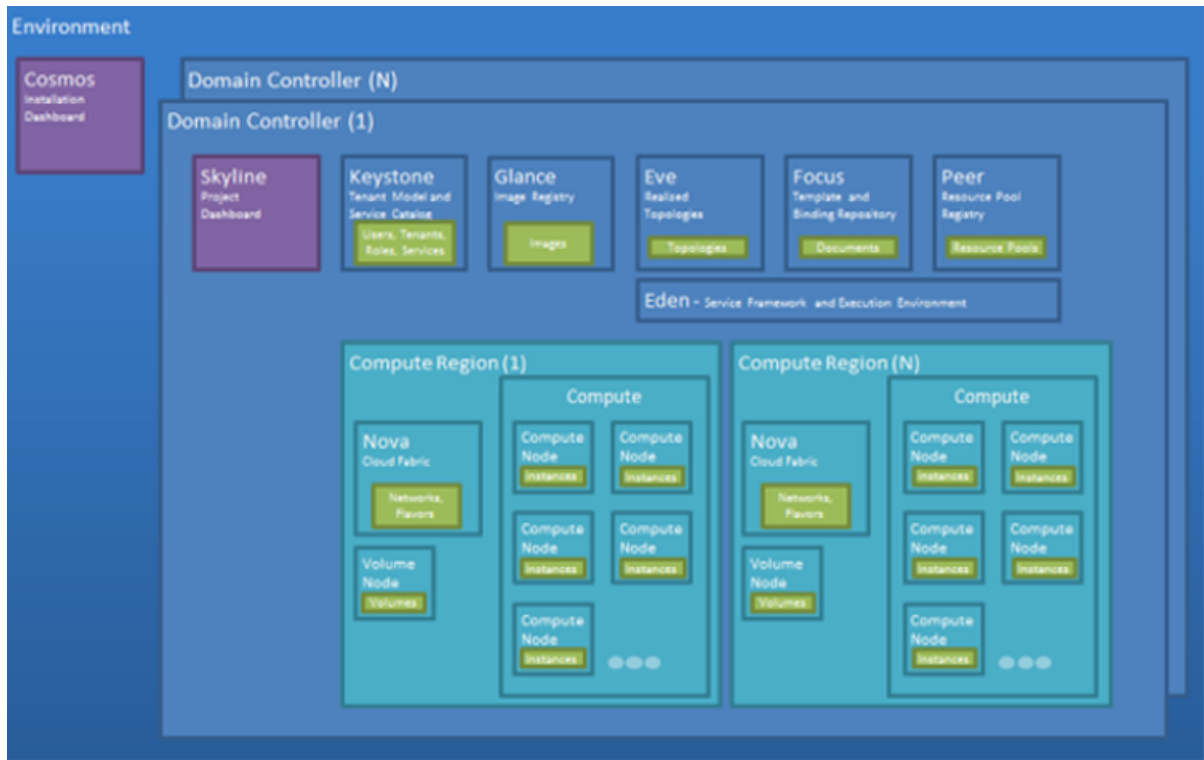 Environment
Cosmos
Installation
Dashboard
Domain Controller (N)
Domain Controller (1)
Skyline
Project
Dashboard
Keystone
Tenant Model and
Service Catalog
Users, Tenants,
Roles, Services
Glance
Image Registry
Images
Eve
Realized
Topologies
Topologies
Focus
Template and
Binding Repository
Documents
Peer
Resource Pool
Registry
Resource Pools
Eden - Service Framework and Execution Environment
Compute Region (1)
Compute
Nova
Cloud Fabric
Networks,
Flavors
Volume
Node
Volumes
Compute
Node
Instances
Compute
Node
Instances
Compute
Node
Instances
Compute
Node
Instances
Compute
Node
Instances
Compute Region (N)
Compute
Nova
Cloud Fabric
Networks,
Flavors
Volume
Node
Volumes
Compute
Node
Instances
Compute
Node
Instances
Compute
Node
Instances
Compute
Node
Instances
Compute
Node
Instances